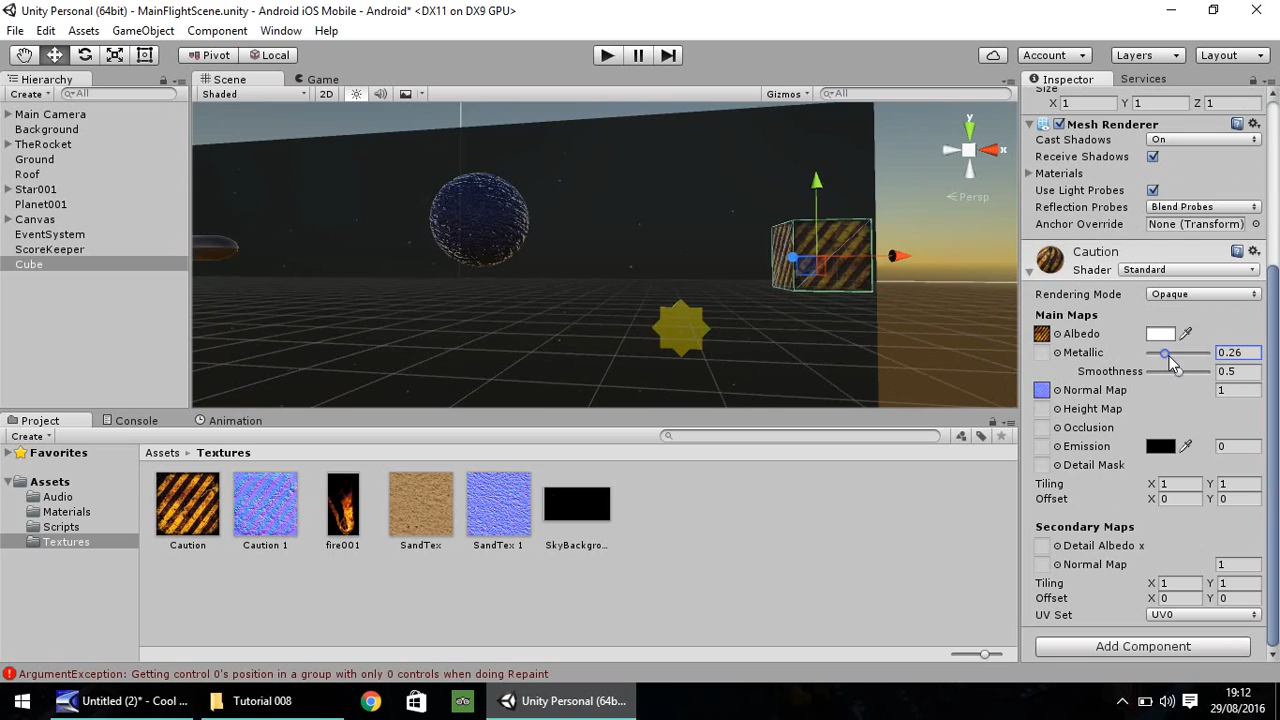 Unity Personal (64bit) - MainFlightScene.unity - Android iOS Mobile - Android* <DX11 on DX9 GPU>
File Edit Assets GameObject Component Window Help
Pivot Local Account Layers Layout
Hierarchy
Create All
Main Camera
Background
TheRocket
Ground
Roof
Star001
Planet001
Canvas
EventSystem
ScoreKeeper
Cube
Scene Game
Shaded 2D Gizmos All
y
x
Persp
Inspector Services
Size
X 1 Y 1 Z 1
Mesh Renderer
Cast Shadows On
Receive Shadows
Materials
Use Light Probes
Reflection Probes Blend Probes
Anchor Override None (Transform)
Caution
Shader Standard
Rendering Mode Opaque
Main Maps
Albedo
Metallic 0.26
Smoothness 0.5
Normal Map 1
Height Map
Occlusion
Emission 0
Detail Mask
Tiling X 1 Y 1
Offset X 0 Y 0
Secondary Maps
Detail Albedo x
Normal Map 1
Tiling X 1 Y 1
Offset X 0 Y 0
UV Set UV0
Add Component
Project Console Animation
Create
Favorites
Assets
Audio
Materials
Scripts
Textures
Assets Textures
Caution Caution 1 fire001 SandTex SandTex 1 SkyBackgro...
ArgumentException: Getting control 0's position in a group with only 0 controls when doing Repaint
Untitled (2)* - Cool ... Tutorial 008 Unity Personal (64b...
19:12
29/08/2016